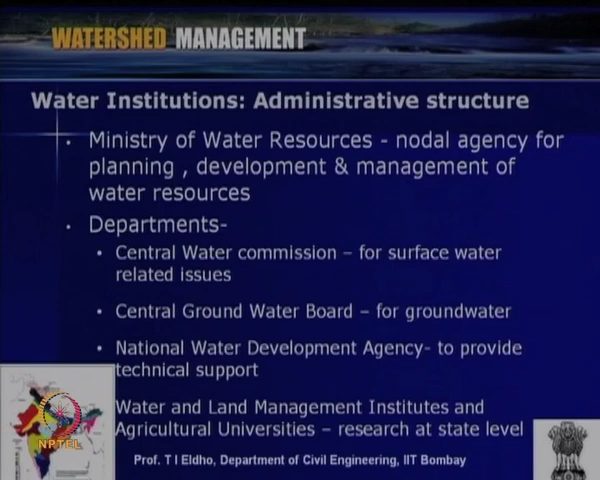 WATERSHED MANAGEMENT
Water Institutions: Administrative structure
• Ministry of Water Resources - nodal agency for
planning , development & management of
water resources
• Departments-
• Central Water commission – for surface water
related issues
• Central Ground Water Board – for groundwater
• National Water Development Agency- to provide
technical support
Water and Land Management Institutes and
Agricultural Universities – research at state level
NPTEL
Prof. T I Eldho, Department of Civil Engineering, IIT Bombay